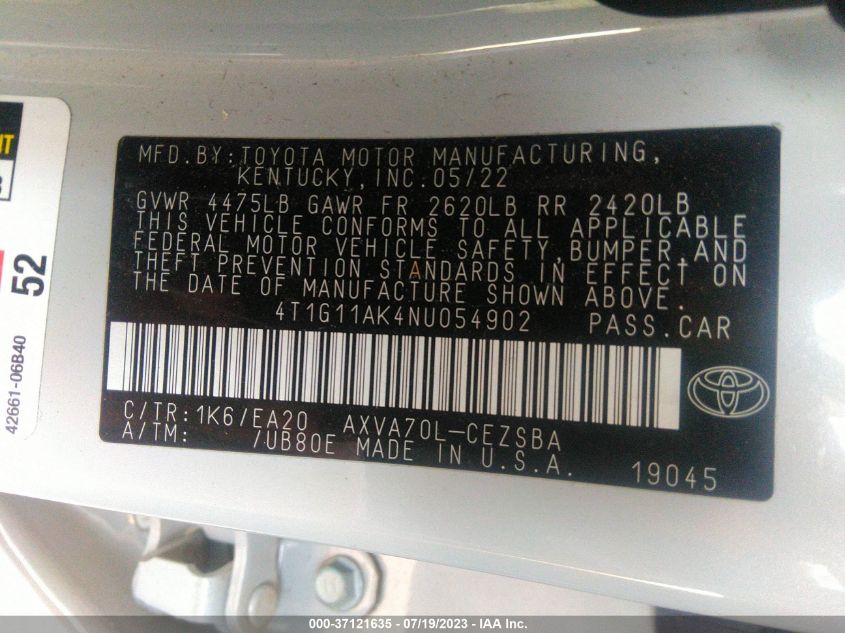 MFD.BY:TOYOTA MOTOR MANUFACTURING,
KENTUCKY,INC.05/22
GVWR 4475LB GAWR FR 2620LB RR 2420LB
THIS VEHICLE CONFORMS TO ALL APPLICABLE
FEDERAL MOTOR VEHICLE SAFETY,BUMPER,AND
THEFT PREVENTION STANDARDS IN EFFECT ON
THE DATE OF MANUFACTURE SHOWN ABOVE.
4T1G11AK4NU054902 PASS.CAR
C/TR:1K6/EA20 AXVA70L-CEZSBA
A/TM: /UB80E MADE IN U.S.A.
19045
52
42661-06B40
000-37121635 - 07/19/2023 - IAA Inc.